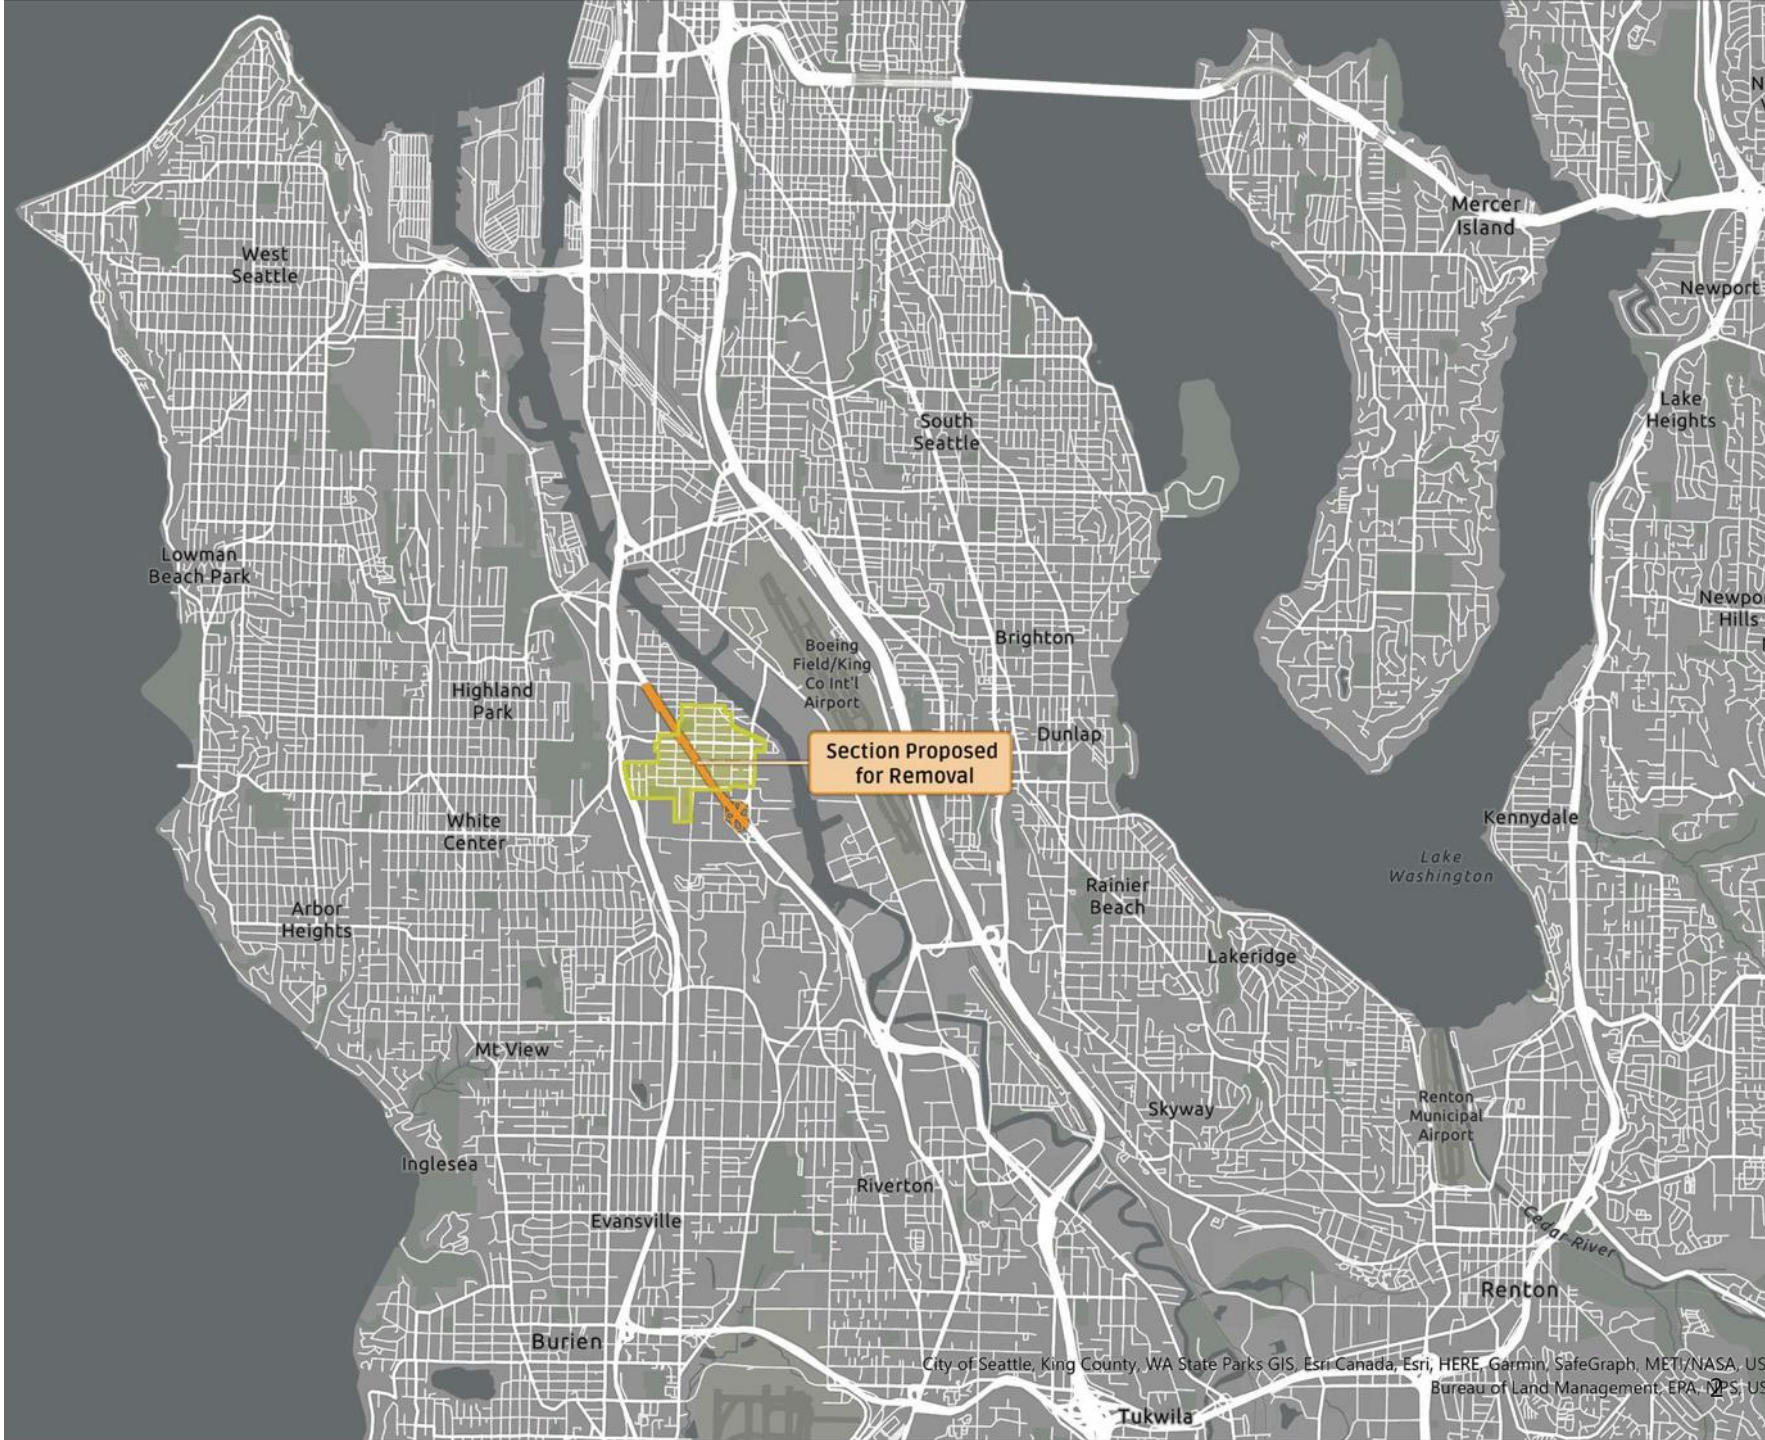 Mercer
Island
West
Seattle
Newport
Lake
Heights
South
Seattle
Lowman
Beach Park
Newpo
Hills
Brighton
Boeing
Field/King
Co Int'l
Airport
Highland
Park
Dunlap
Section Proposed
for Removal
White
Center
Kennydale
Lake
Washington
Rainier
Beach
Arbor
Heights
Lakeridge
Mt View
Skyway
Renton
Municipal
Airport
Inglesea
Riverton
Evansville
Cedar River
Renton
Burien
City of Seattle, King County, WA State Parks GIS, Esri Canada, Esri, HERE, Garmin, SafeGraph, METI/NASA, US
Bureau of Land Management, EPA, NPS, US
2
Tukwila